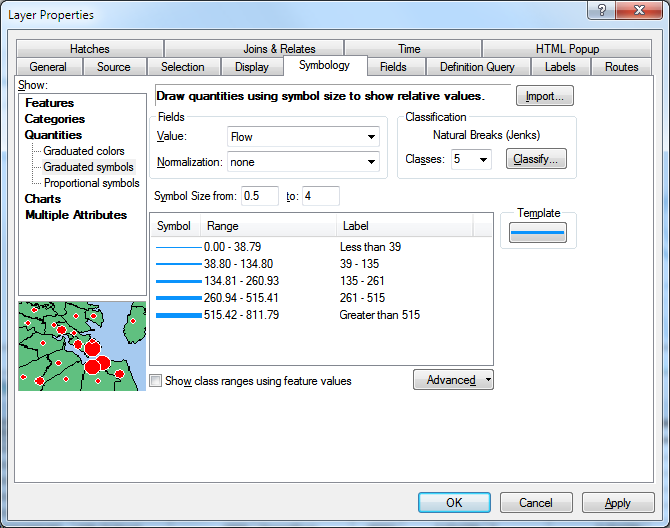 Layer Properties
?
Hatches Joins & Relates Time HTML Popup
General Source Selection Display Symbology Fields Definition Query Labels Routes
Show:
Features
Categories
Quantities
Graduated colors
Graduated symbols
Proportional symbols
Charts
Multiple Attributes
Draw quantities using symbol size to show relative values.
Import...
Fields
Value: Flow
Normalization: none
Classification
Natural Breaks (Jenks)
Classes: 5 Classify...
Symbol Size from: 0.5 to: 4
Symbol Range Label
0.00 - 38.79 Less than 39
38.80 - 134.80 39 - 135
134.81 - 260.93 135 - 261
260.94 - 515.41 261 - 515
515.42 - 811.79 Greater than 515
Template
Show class ranges using feature values
Advanced
OK Cancel Apply